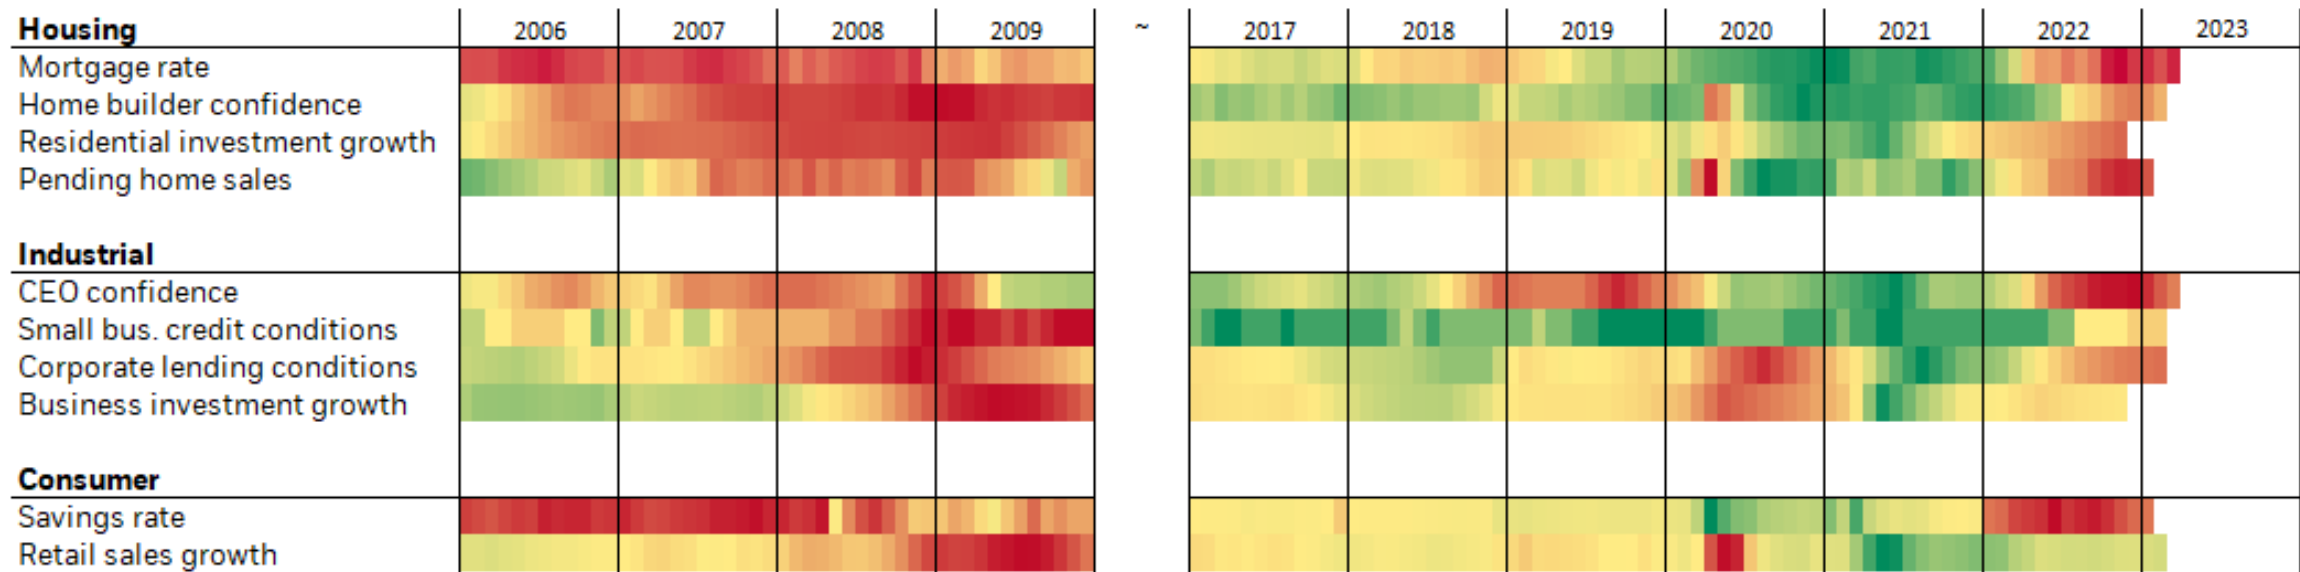 Housing 2006 2007 2008 2009 ~ 2017 2018 2019 2020 2021 2022 2023
Mortgage rate
Home builder confidence
Residential investment growth
Pending home sales
Industrial
CEO confidence
Small bus. credit conditions
Corporate lending conditions
Business investment growth
Consumer
Savings rate
Retail sales growth